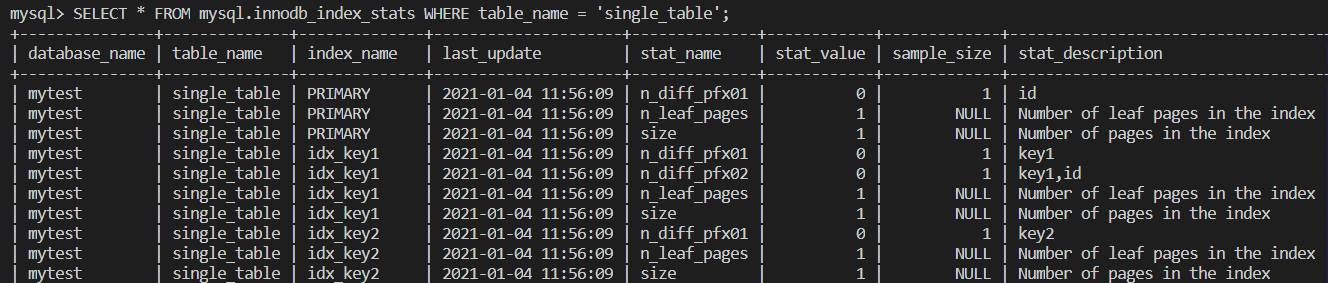 mysql> SELECT * FROM mysql.innodb_index_stats WHERE table_name = 'single_table';
+---------------+--------------+------------+---------------------+--------------+------------+-------------+-----------------------------------
| database_name | table_name   | index_name | last_update         | stat_name    | stat_value | sample_size | stat_description
+---------------+--------------+------------+---------------------+--------------+------------+-------------+-----------------------------------
| mytest        | single_table | PRIMARY    | 2021-01-04 11:56:09 | n_diff_pfx01 |          0 |           1 | id
| mytest        | single_table | PRIMARY    | 2021-01-04 11:56:09 | n_leaf_pages |          1 |        NULL | Number of leaf pages in the index
| mytest        | single_table | PRIMARY    | 2021-01-04 11:56:09 | size         |          1 |        NULL | Number of pages in the index
| mytest        | single_table | idx_key1   | 2021-01-04 11:56:09 | n_diff_pfx01 |          0 |           1 | key1
| mytest        | single_table | idx_key1   | 2021-01-04 11:56:09 | n_diff_pfx02 |          0 |           1 | key1,id
| mytest        | single_table | idx_key1   | 2021-01-04 11:56:09 | n_leaf_pages |          1 |        NULL | Number of leaf pages in the index
| mytest        | single_table | idx_key1   | 2021-01-04 11:56:09 | size         |          1 |        NULL | Number of pages in the index
| mytest        | single_table | idx_key2   | 2021-01-04 11:56:09 | n_diff_pfx01 |          0 |           1 | key2
| mytest        | single_table | idx_key2   | 2021-01-04 11:56:09 | n_leaf_pages |          1 |        NULL | Number of leaf pages in the index
| mytest        | single_table | idx_key2   | 2021-01-04 11:56:09 | size         |          1 |        NULL | Number of pages in the index